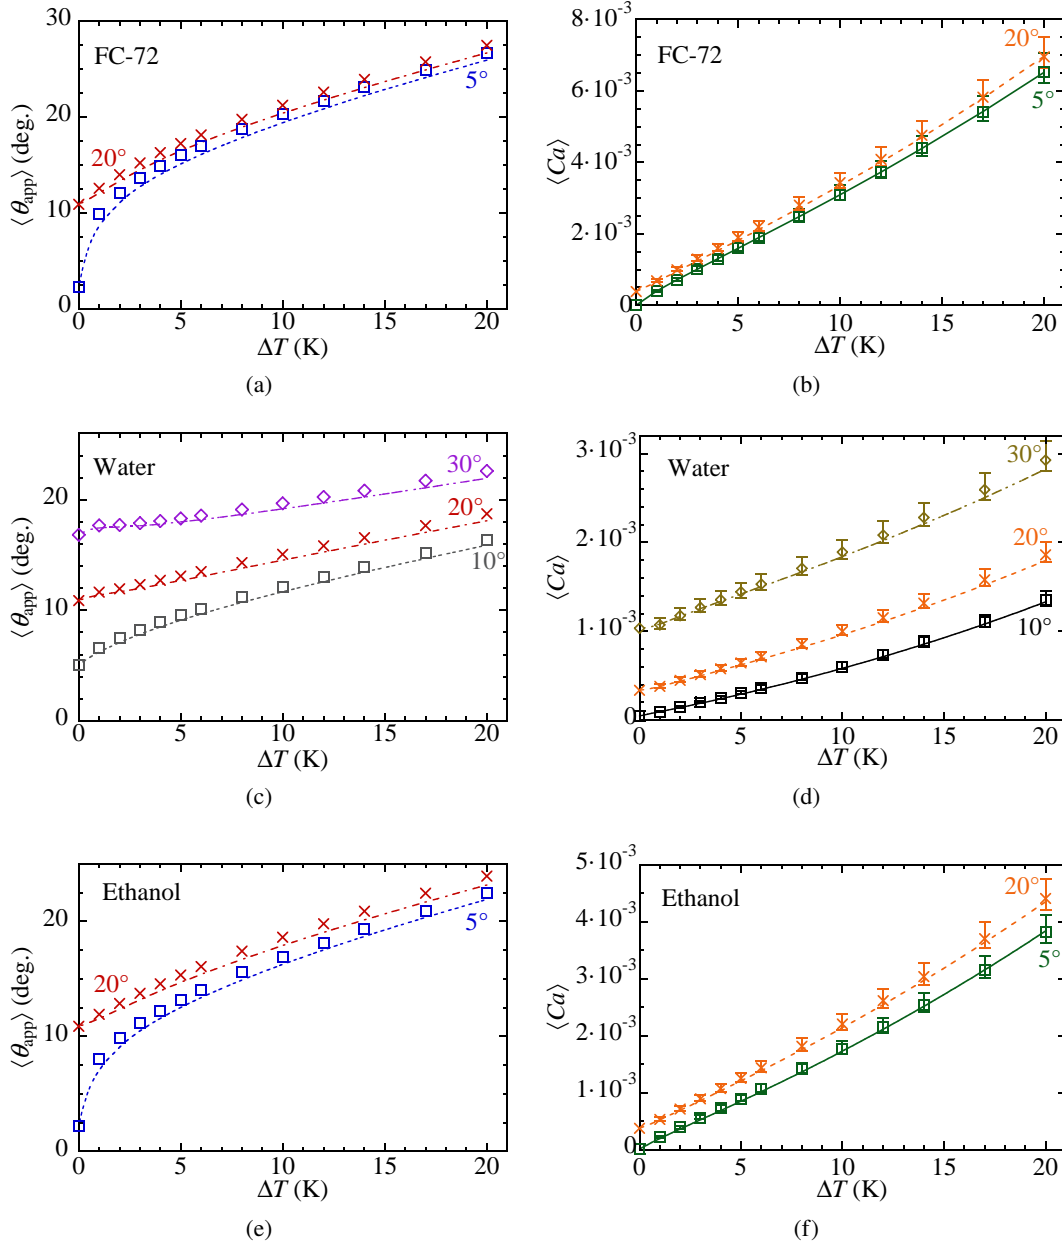 30
20
10
0
⟨θapp⟩ (deg.)
FC-72
20°
5°
0 5 10 15 20
ΔT (K)
(a)
8·10-3
6·10-3
4·10-3
2·10-3
0
⟨Ca⟩
FC-72
20°
5°
0 5 10 15 20
ΔT (K)
(b)
20
10
0
⟨θapp⟩ (deg.)
Water
30°
20°
10°
0 5 10 15 20
ΔT (K)
(c)
3·10-3
2·10-3
1·10-3
0
⟨Ca⟩
Water
30°
20°
10°
0 5 10 15 20
ΔT (K)
(d)
20
10
0
⟨θapp⟩ (deg.)
Ethanol
20°
5°
0 5 10 15 20
ΔT (K)
(e)
5·10-3
4·10-3
3·10-3
2·10-3
1·10-3
0
⟨Ca⟩
Ethanol
20°
5°
0 5 10 15 20
ΔT (K)
(f)